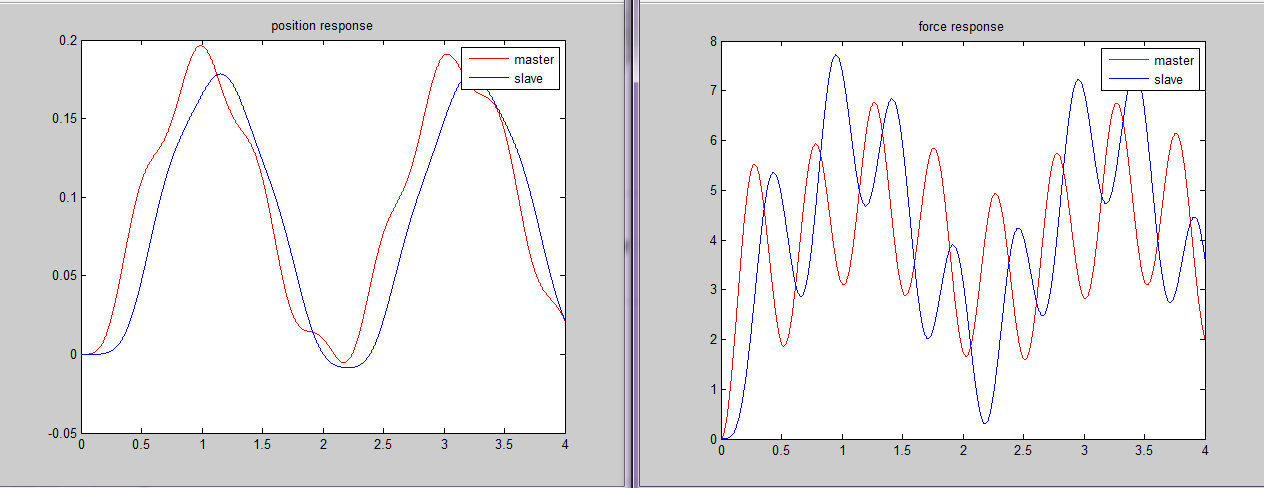 position response
0.2
0.15
0.1
0.05
0
-0.05
0 0.5 1 1.5 2 2.5 3 3.5 4
master
slave
force response
8
7
6
5
4
3
2
1
0
0 0.5 1 1.5 2 2.5 3 3.5 4
master
slave